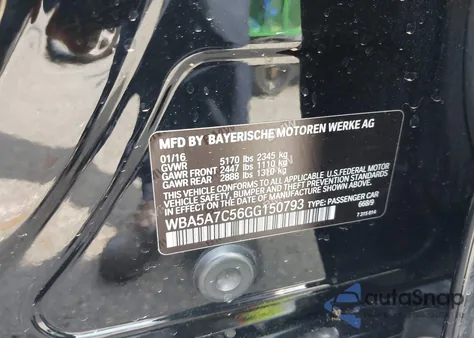 MFD BY BAYERISCHE MOTOREN WERKE AG
01/16
GVWR 5170 lbs 2345 kg
GAWR FRONT 2447 lbs 1110 kg
GAWR REAR 2888 lbs 1310 kg
THIS VEHICLE CONFORMS TO ALL APPLICABLE U.S. FEDERAL MOTOR
VEHICLE SAFETY, BUMPER AND THEFT PREVENTION STANDARDS
IN EFFECT ON THE DATE OF MANUFACTURE SHOWN ABOVE.
WBA5A7C56GG150793 TYPE: PASSENGER CAR
668/9
autoSnap